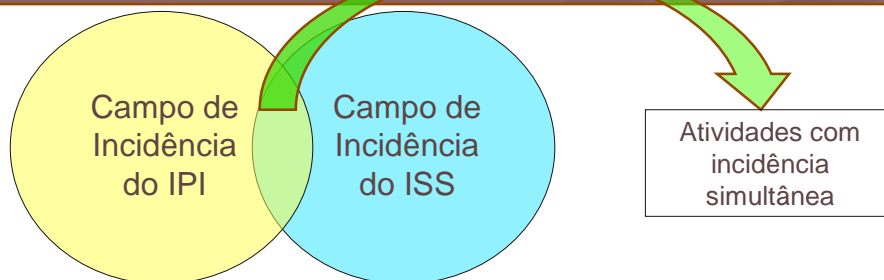 Campo de
Incidência
do IPI
Campo de
Incidência
do ISS
Atividades com
incidência
simultânea